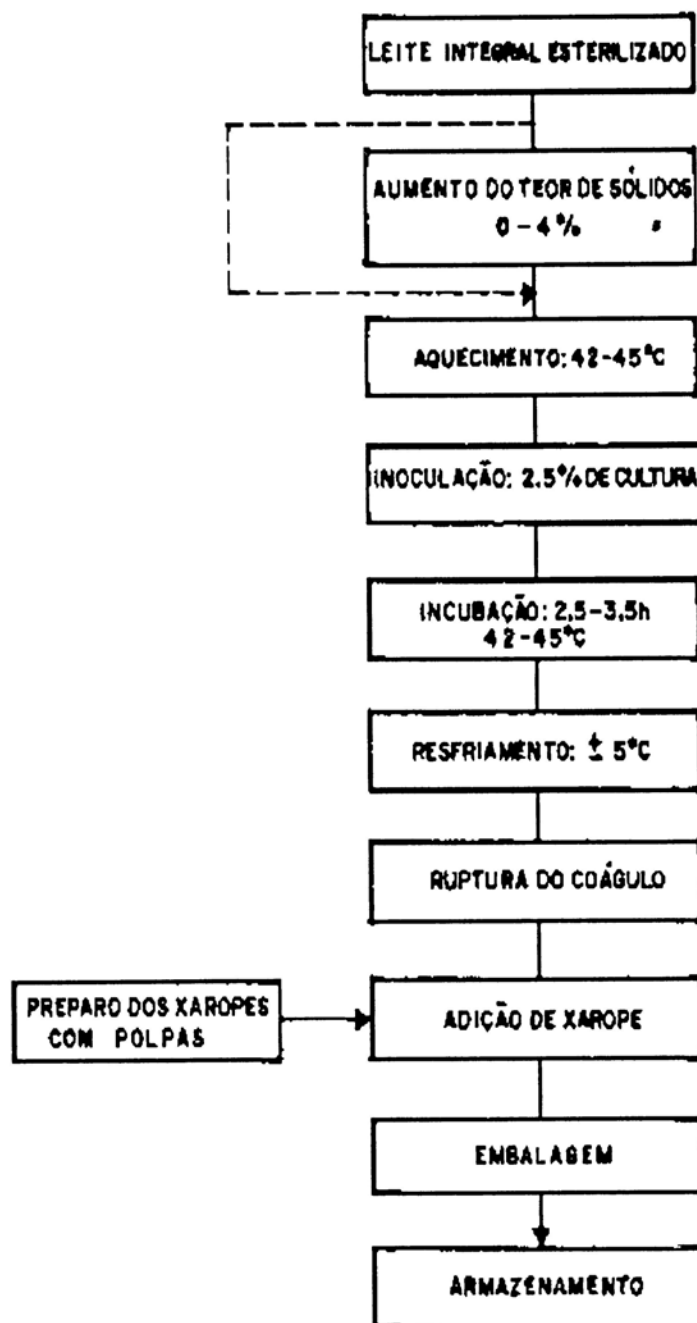 LEITE INTEGRAL ESTERILIZADO
AUMENTO DO TEOR DE SÓLIDOS
0 – 4%
AQUECIMENTO: 42–45°C
INOCULAÇÃO: 2.5% DE CULTURA
INCUBAÇÃO: 2,5–3,5h
42–45°C
RESFRIAMENTO: ± 5°C
RUPTURA DO COÁGULO
PREPARO DOS XAROPES
COM POLPAS
ADIÇÃO DE XAROPE
EMBALAGEM
ARMAZENAMENTO